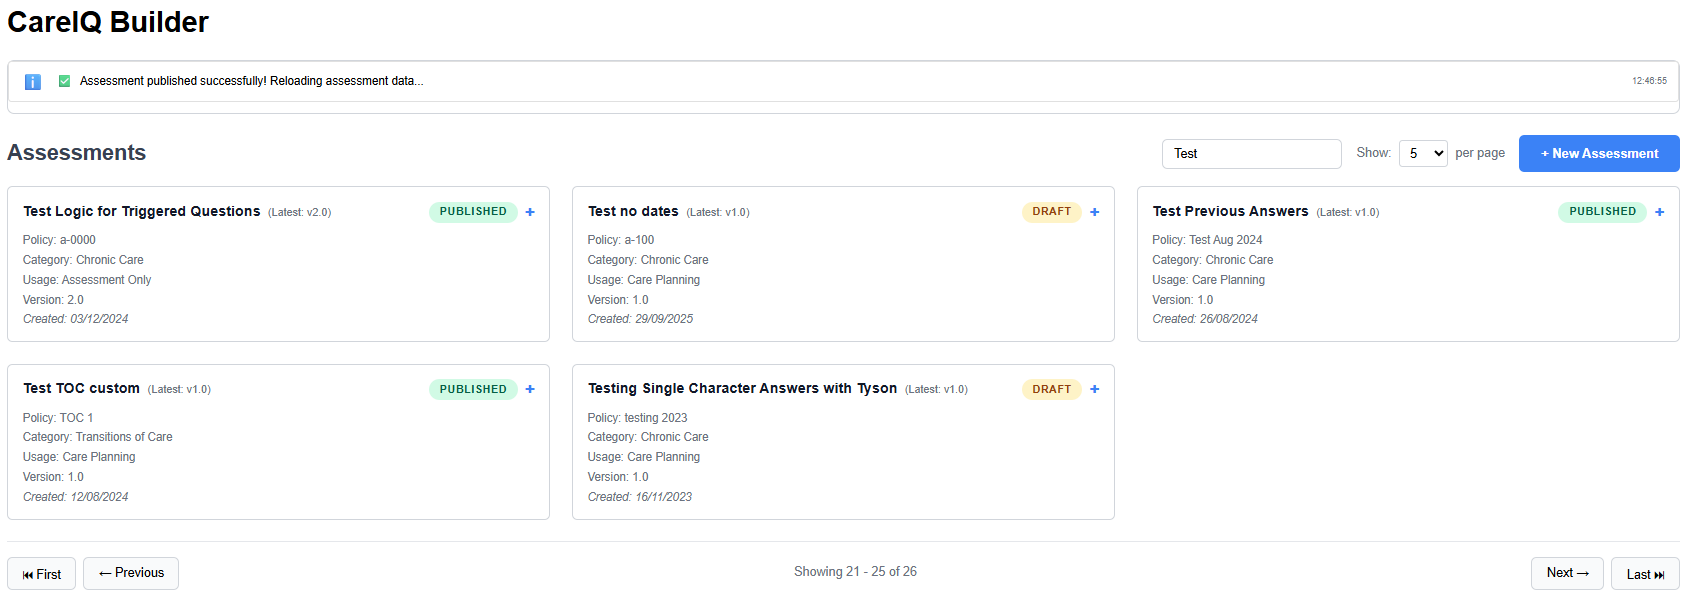 CareIQ Builder
i ✅ Assessment published successfully! Reloading assessment data... 12:46:55
Assessments Test Show: 5 per page + New Assessment
Test Logic for Triggered Questions (Latest: v2.0) PUBLISHED +
Policy: a-0000
Category: Chronic Care
Usage: Assessment Only
Version: 2.0
Created: 03/12/2024
Test no dates (Latest: v1.0) DRAFT +
Policy: a-100
Category: Chronic Care
Usage: Care Planning
Version: 1.0
Created: 29/09/2025
Test Previous Answers (Latest: v1.0) PUBLISHED +
Policy: Test Aug 2024
Category: Chronic Care
Usage: Care Planning
Version: 1.0
Created: 26/08/2024
Test TOC custom (Latest: v1.0) PUBLISHED +
Policy: TOC 1
Category: Transitions of Care
Usage: Care Planning
Version: 1.0
Created: 12/08/2024
Testing Single Character Answers with Tyson (Latest: v1.0) DRAFT +
Policy: testing 2023
Category: Chronic Care
Usage: Care Planning
Version: 1.0
Created: 16/11/2023
⏮ First ← Previous Showing 21 - 25 of 26 Next → Last ⏭